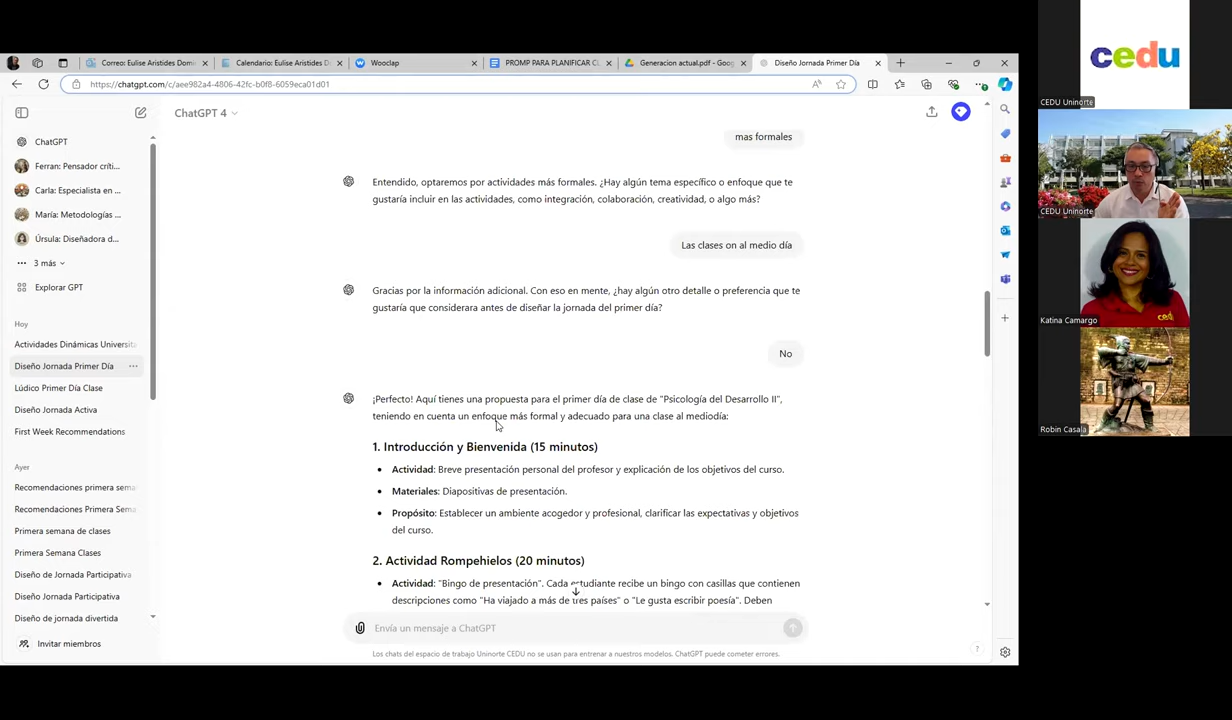 Correo: Eulise Aristides Dom
Calendario: Eulise Aristides D
Wooclap
PROMP PARA PLANIFICAR CL
Generacion actual.pdf - Goog
Diseño Jornada Primer Día
https://chatgpt.com/c/aee982a4-4806-42fc-b0f8-6059eca01d01
ChatGPT
Ferran: Pensador críti...
Carla: Especialista en ...
María: Metodologías ...
Úrsula: Diseñadora d...
3 más
Explorar GPT
Hoy
Actividades Dinámicas Universita
Diseño Jornada Primer Día
Lúdico Primer Día Clase
Diseño Jornada Activa
First Week Recommendations
Ayer
Recomendaciones primera sema
Recomendaciones Primera Sema
Primera semana de clases
Primera Semana Clases
Diseño de Jornada Participativa
Diseño Jornada Participativa
Diseño de jornada divertida
Invitar miembros
ChatGPT 4
mas formales
Entendido, optaremos por actividades más formales. ¿Hay algún tema específico o enfoque que te
gustaría incluir en las actividades, como integración, colaboración, creatividad, o algo más?
Las clases on al medio día
Gracias por la información adicional. Con eso en mente, ¿hay algún otro detalle o preferencia que te
gustaría que considerara antes de diseñar la jornada del primer día?
No
¡Perfecto! Aquí tienes una propuesta para el primer día de clase de "Psicología del Desarrollo II",
teniendo en cuenta un enfoque más formal y adecuado para una clase al mediodía:
1. Introducción y Bienvenida (15 minutos)
• Actividad: Breve presentación personal del profesor y explicación de los objetivos del curso.
• Materiales: Diapositivas de presentación.
• Propósito: Establecer un ambiente acogedor y profesional, clarificar las expectativas y objetivos
del curso.
2. Actividad Rompehielos (20 minutos)
• Actividad: "Bingo de presentación". Cada estudiante recibe un bingo con casillas que contienen
descripciones como "Ha viajado a más de tres países" o "Le gusta escribir poesía". Deben
Envía un mensaje a ChatGPT
Los chats del espacio de trabajo Uninorte CEDU no se usan para entrenar a nuestros modelos. ChatGPT puede cometer errores.
?
cedu
CEDU Uninorte
CEDU Uninorte
Katina Camargo
Robin Casala